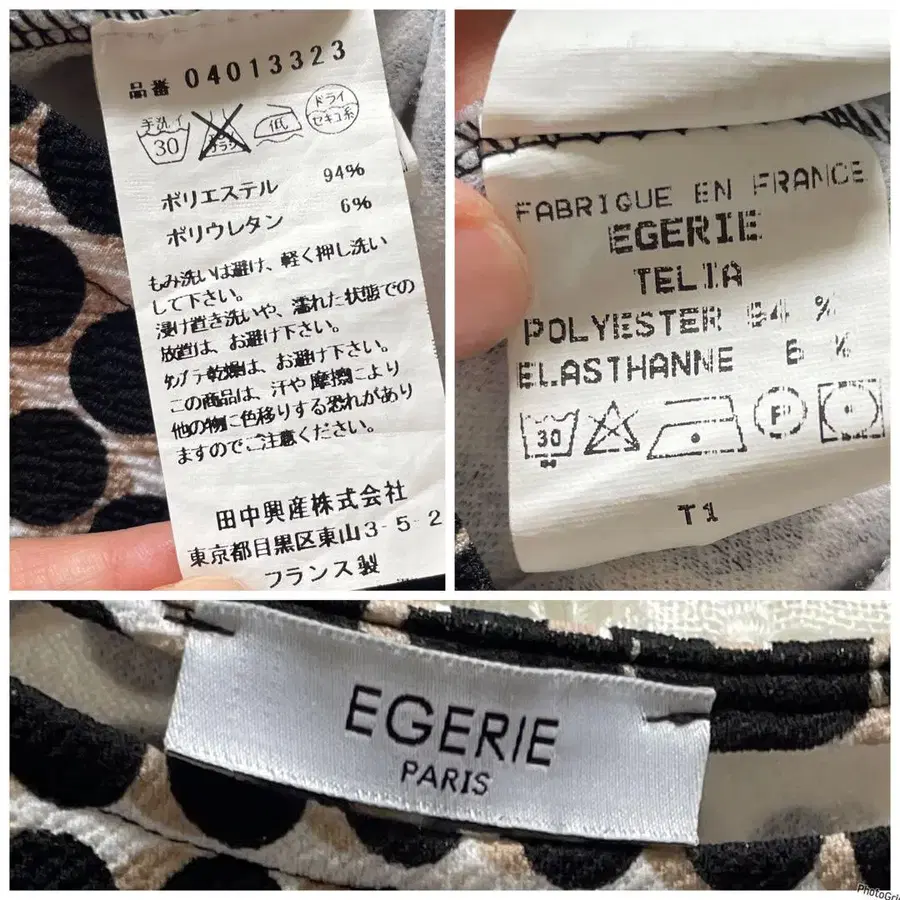 品番 04013323
手洗イ
30
エンソ
サラシ
低
ドライ
セキユ系
ポリエステル 94%
ポリウレタン 6%
もみ洗いは避け、軽く押し洗い
して下さい。
浸け置き洗いや、濡れた状態での
放置は、お避け下さい。
タンブラ乾燥は、お避け下さい。
この商品は、汗や摩擦により
他の物に色移りする恐れがあり
ますのでご注意ください。
田中興産株式会社
東京都目黒区東山3-5-2
フランス製
FABRIQUE EN FRANCE
EGERIE
TELIA
POLYESTER 94 %
ELASTHANNE 6 %
30
P
T1
EGERIE
PARIS